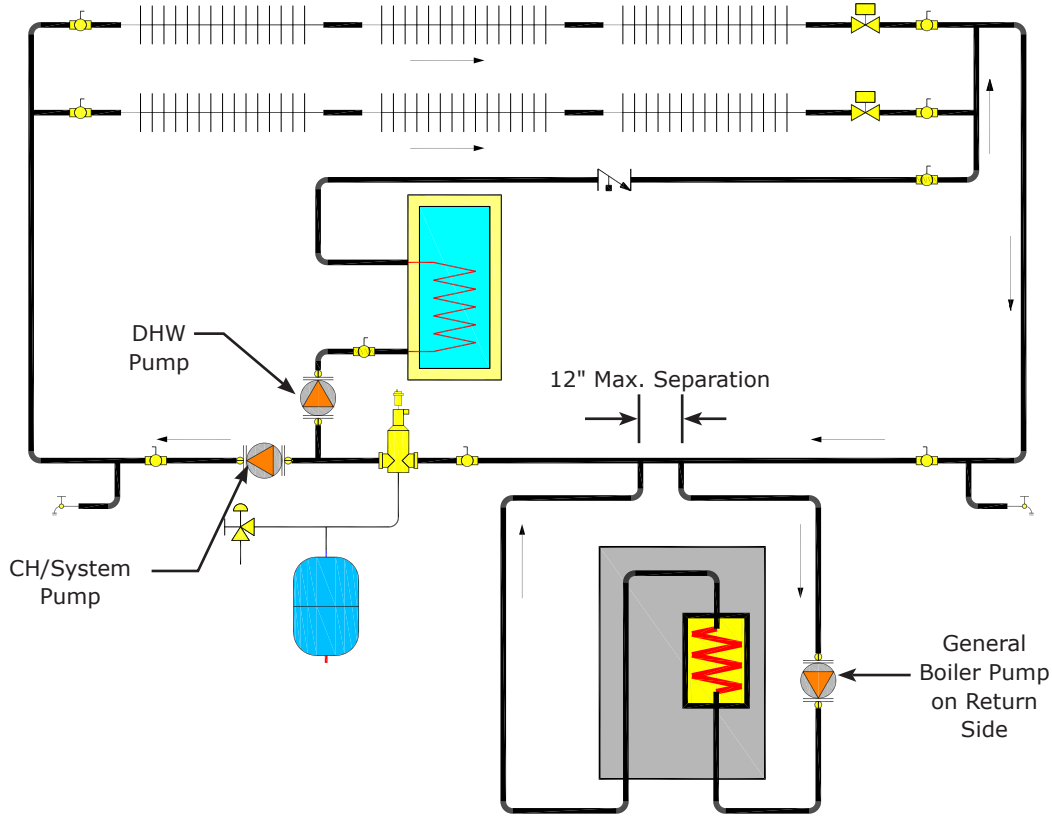 DHW
Pump
12" Max. Separation
CH/System
Pump
General
Boiler Pump
on Return
Side